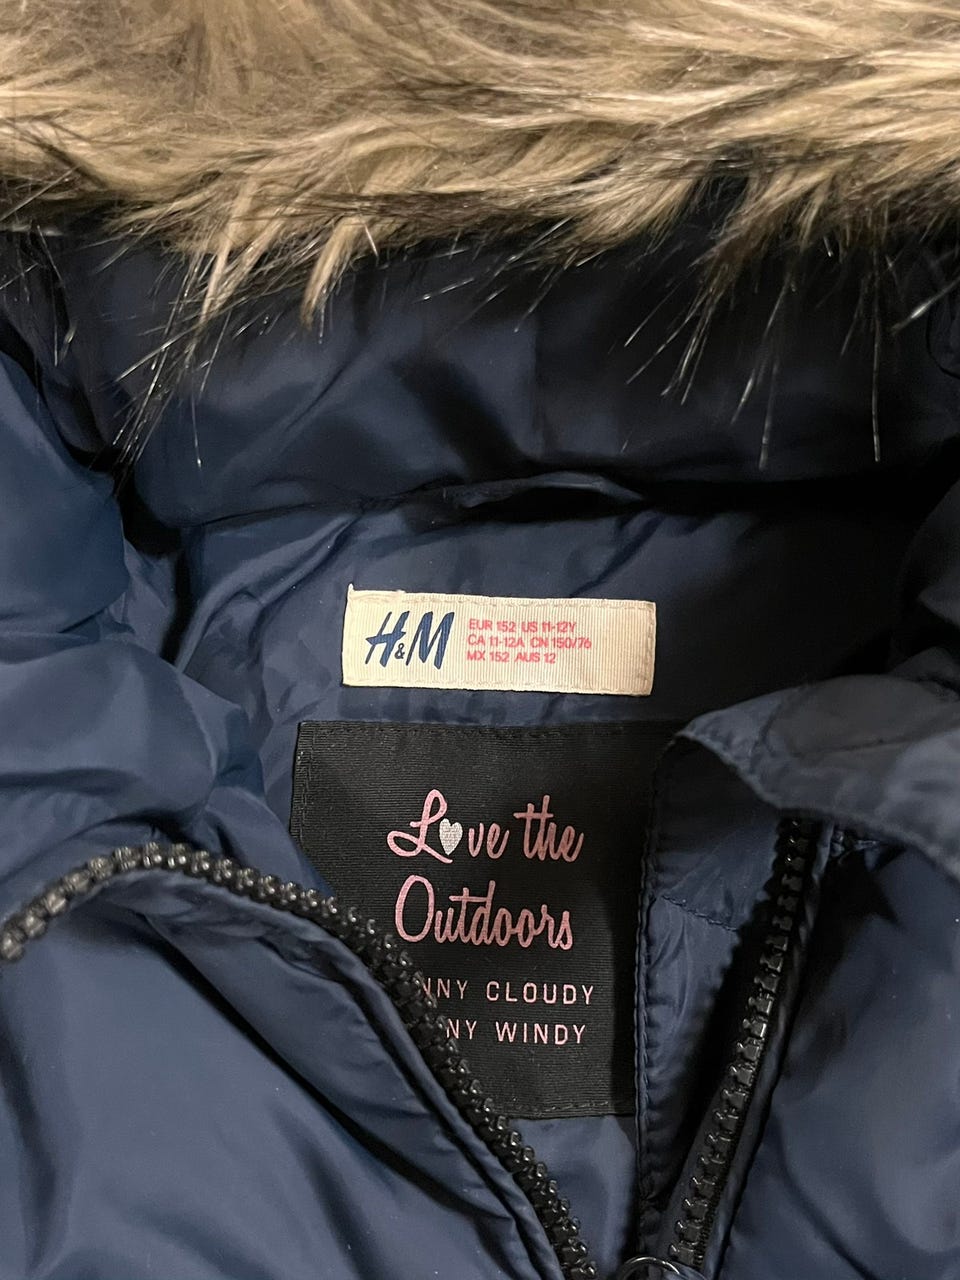 H&M
EUR 152 US 11-12Y
CA 11-12A CN 150/76
MX 152 AUS 12
Love the
Outdoors
CLOUDY
WINDY